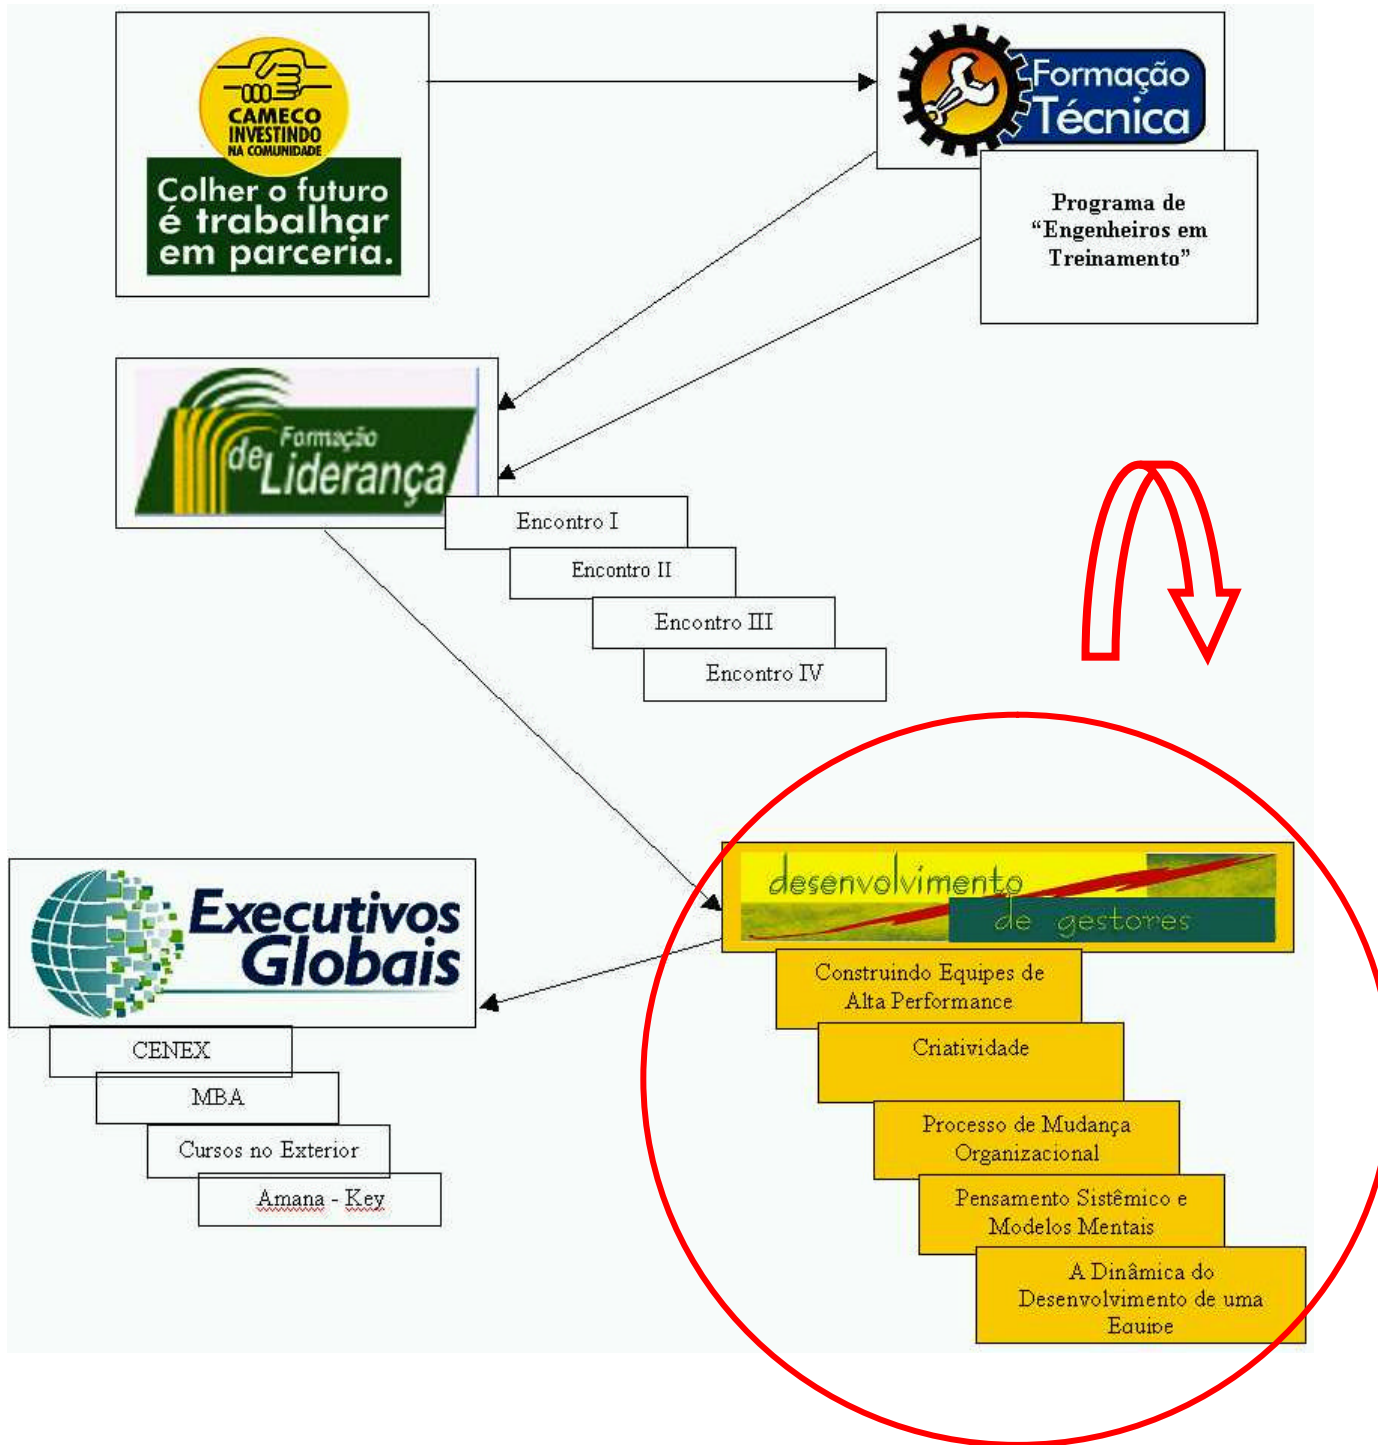 CAMECO
INVESTINDO
NA COMUNIDADE
Colher o futuro
é trabalhar
em parceria.
Formação
Técnica
Programa de
“Engenheiros em
Treinamento”
Formação
de Liderança
Encontro I
Encontro II
Encontro III
Encontro IV
Executivos
Globais
CENEX
MBA
Cursos no Exterior
Amana - Key
desenvolvimento
de gestores
Construindo Equipes de
Alta Performance
Criatividade
Processo de Mudança
Organizacional
Pensamento Sistêmico e
Modelos Mentais
A Dinâmica do
Desenvolvimento de uma
Equipe